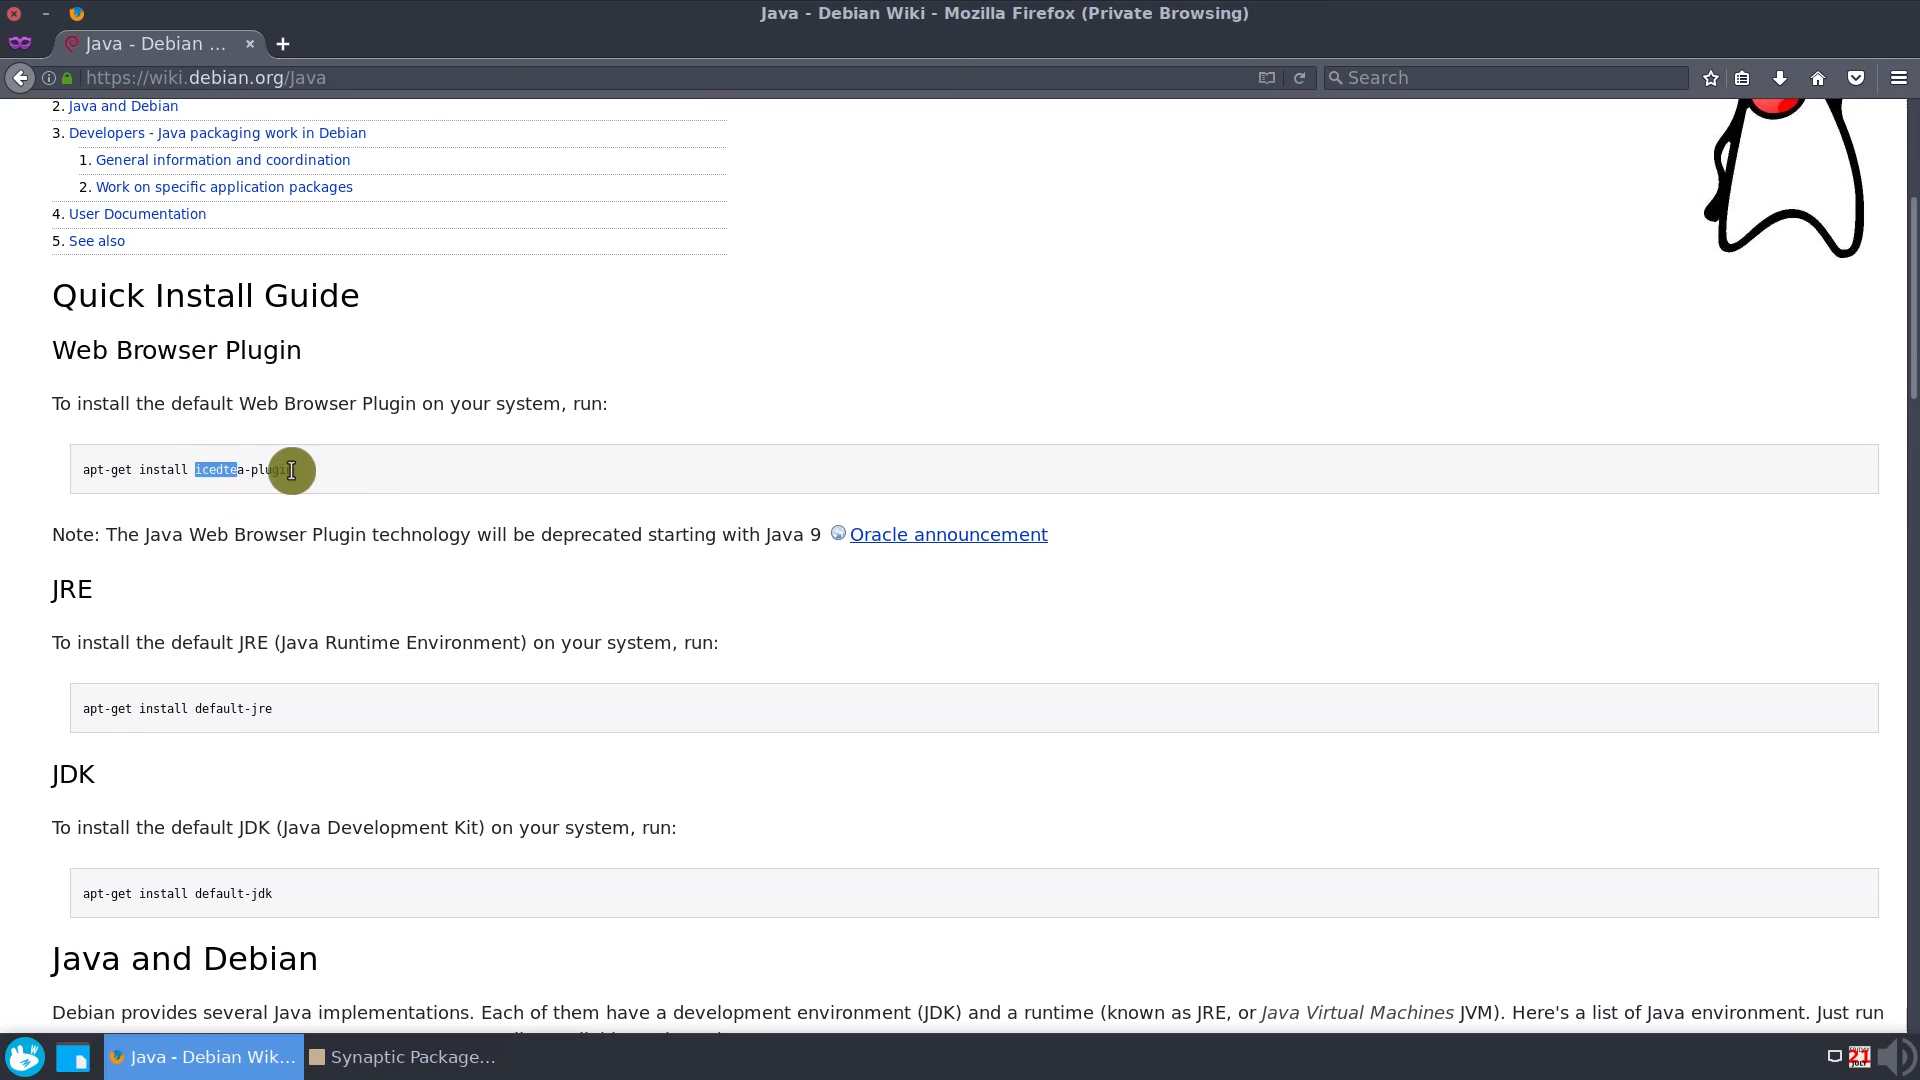 Java - Debian Wiki - Mozilla Firefox (Private Browsing)
Java - Debian ...
https://wiki.debian.org/Java
Search
2. Java and Debian
3. Developers - Java packaging work in Debian
1. General information and coordination
2. Work on specific application packages
4. User Documentation
5. See also
Quick Install Guide
Web Browser Plugin
To install the default Web Browser Plugin on your system, run:
apt-get install icedtea-plugin
Note: The Java Web Browser Plugin technology will be deprecated starting with Java 9 Oracle announcement
JRE
To install the default JRE (Java Runtime Environment) on your system, run:
apt-get install default-jre
JDK
To install the default JDK (Java Development Kit) on your system, run:
apt-get install default-jdk
Java and Debian
Debian provides several Java implementations. Each of them have a development environment (JDK) and a runtime (known as JRE, or Java Virtual Machines JVM). Here's a list of Java environment. Just run
Java - Debian Wik...
Synaptic Package...
21